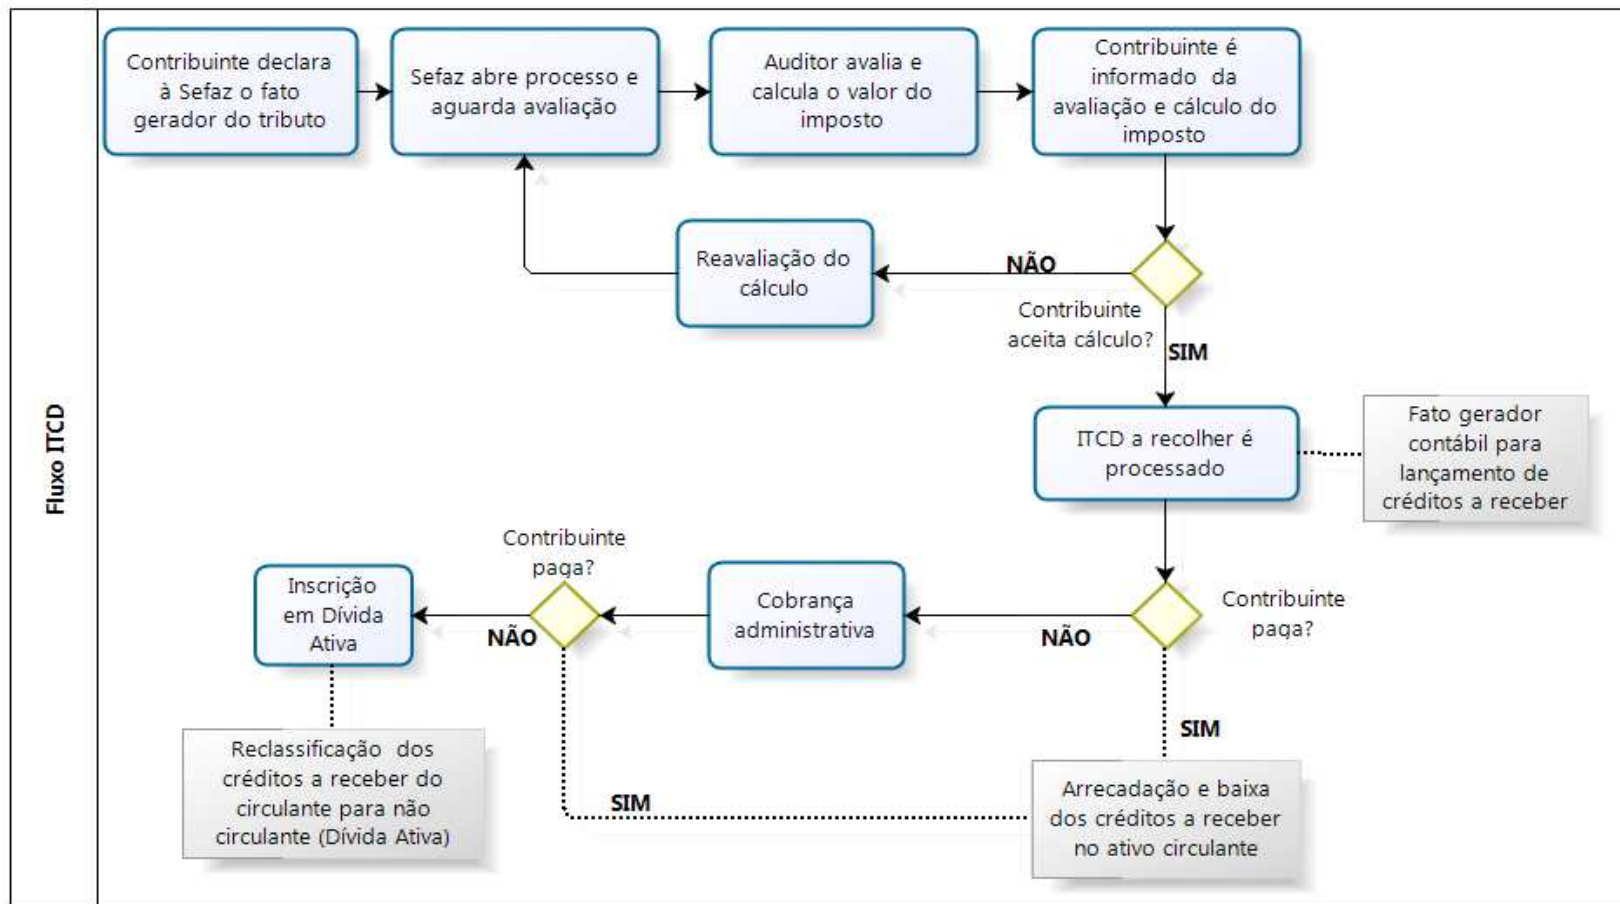 Fluxo ITCD
Contribuinte declara
à Sefaz o fato
gerador do tributo
Sefaz abre processo e
aguarda avaliação
Auditor avalia e
calcula o valor do
imposto
Contribuinte é
informado da
avaliação e cálculo do
imposto
Reavaliação do
cálculo
NÃO
Contribuinte
aceita cálculo?
SIM
ITCD a recolher é
processado
Fato gerador
contábil para
lançamento de
créditos a receber
Contribuinte
paga?
Inscrição
em Dívida
Ativa
NÃO
Cobrança
administrativa
NÃO
Contribuinte
paga?
SIM
Reclassificação dos
créditos a receber do
circulante para não
circulante (Dívida Ativa)
SIM
Arrecadação e baixa
dos créditos a receber
no ativo circulante